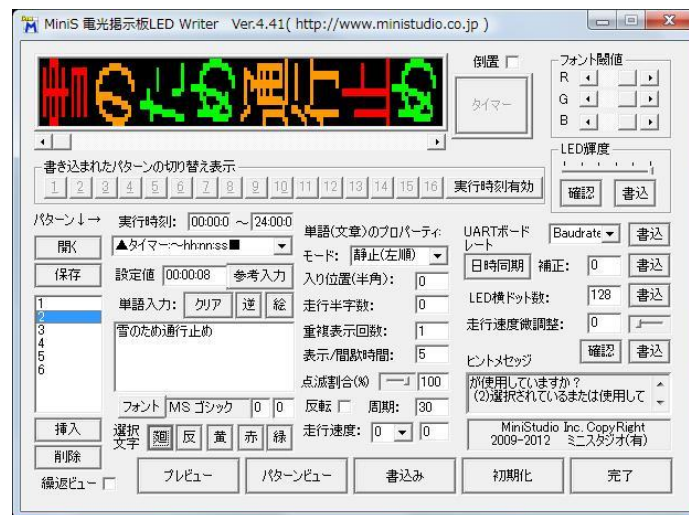 MiniS 電光掲示板LED Writer Ver.4.41( http://www.ministudio.co.jp )
雪のため通行止め
倒置
タイマー
フォント閾値
R
G
B
書き込まれたパターンの切り替え表示
1 2 3 4 5 6 7 8 9 10 11 12 13 14 15 16 実行時刻有効
LED輝度
確認 書込
パターン↓→
開く
保存
1
2
3
4
5
6
挿入
削除
繰返ビュー
実行時刻: 00:00:0 ~ 24:00:0
▲タイマー:~hh:nn:ss■
設定値 00:00:08 参考入力
単語入力: クリア 逆 絵
雪のため通行止め
フォント MS ゴシック 0 0
選択文字 廻 反 黄 赤 緑
単語(文章)のプロパティ:
モード: 静止(左順)
入り位置(半角): 0
走行半字数: 0
重複表示回数: 1
表示/間歇時間: 5
点滅割合(%) 100
反転 周期: 30
走行速度: 0 0
UARTボードレート Baudrate 書込
日時同期 補正: 0 書込
LED横ドット数: 128 書込
走行速度微調整: 0
ヒントメセッジ 確認 書込
が使用していますか?
(2)選択されているまたは使用して
MiniStudio Inc. CopyRight
2009-2012 ミニスタジオ(有)
プレビュー パターンビュー 書込み 初期化 完了